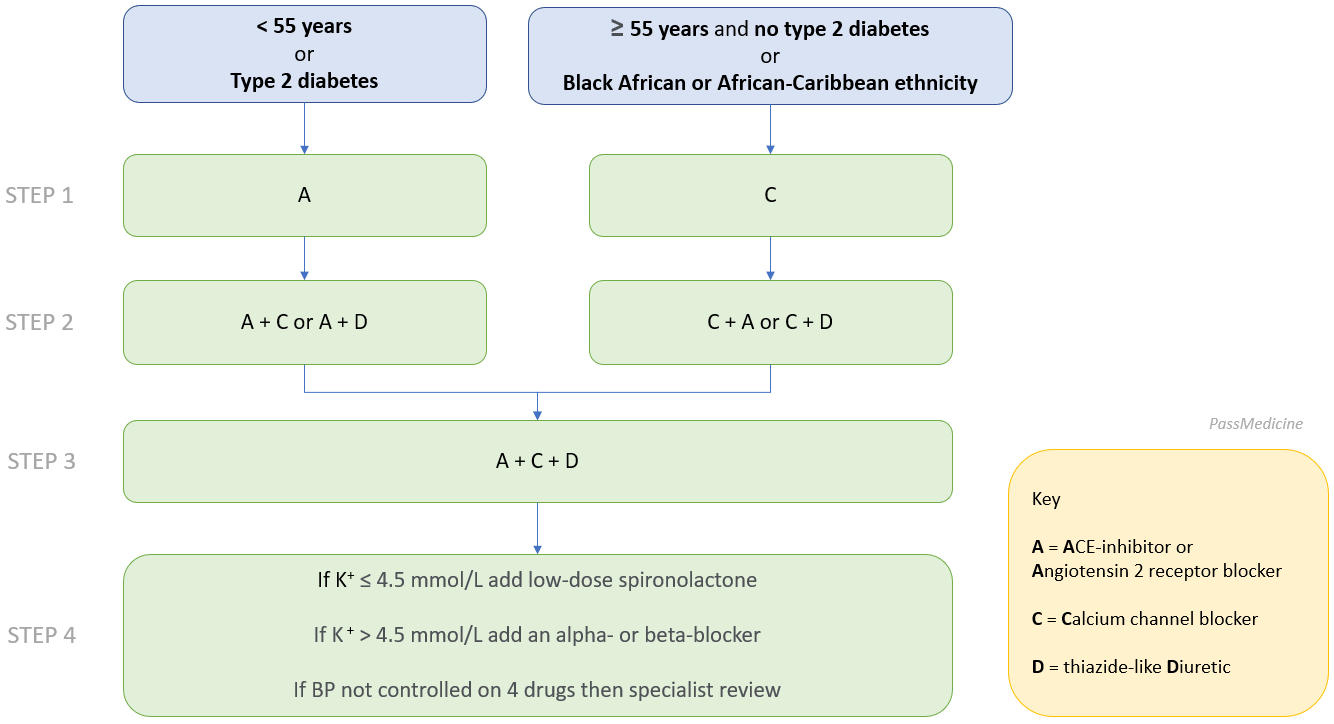 < 55 years
or
Type 2 diabetes
≥ 55 years and no type 2 diabetes
or
Black African or African-Caribbean ethnicity
STEP 1
A
C
STEP 2
A + C or A + D
C + A or C + D
STEP 3
A + C + D
STEP 4
If K⁺ ≤ 4.5 mmol/L add low-dose spironolactone
If K⁺ > 4.5 mmol/L add an alpha- or beta-blocker
If BP not controlled on 4 drugs then specialist review
PassMedicine
Key
A = ACE-inhibitor or
Angiotensin 2 receptor blocker
C = Calcium channel blocker
D = thiazide-like Diuretic